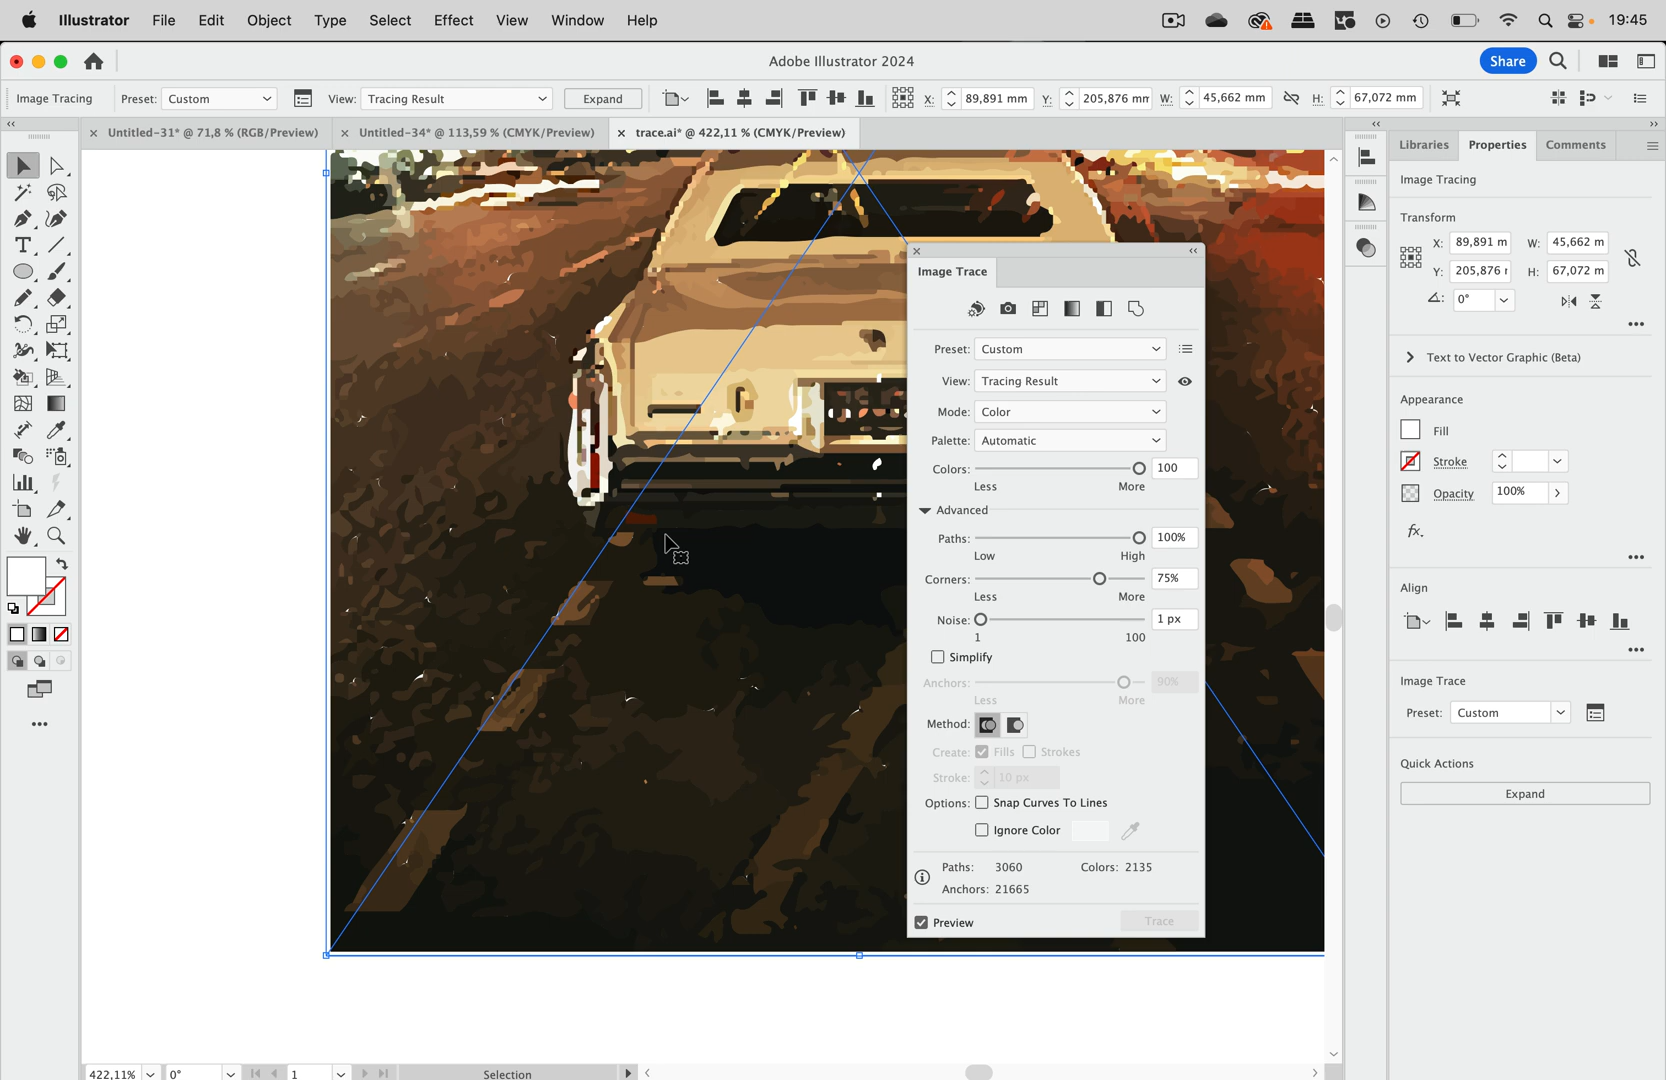 Illustrator File Edit Object Type Select Effect View Window Help 19:45
Adobe Illustrator 2024
Share
Image Tracing Preset: Custom View: Tracing Result Expand X: 89,891 mm Y: 205,876 mm W: 45,662 mm H: 67,072 mm
Untitled-31* @ 71,8 % (RGB/Preview) Untitled-34* @ 113,59 % (CMYK/Preview) trace.ai* @ 422,11 % (CMYK/Preview)
Libraries Properties Comments
Image Tracing
Transform
X: 89,891 m W: 45,662 m
Y: 205,876 r H: 67,072 m
0°
Text to Vector Graphic (Beta)
Appearance
Fill
Stroke
Opacity 100%
fx.
Align
Image Trace
Preset: Custom
Quick Actions
Expand
Image Trace
Preset: Custom
View: Tracing Result
Mode: Color
Palette: Automatic
Colors: 100
Less More
Advanced
Paths: 100%
Low High
Corners: 75%
Less More
Noise: 1 px
1 100
Simplify
Anchors: 90%
Less More
Method:
Create: Fills Strokes
Stroke: 10 px
Options: Snap Curves To Lines
Ignore Color
Paths: 3060 Colors: 2135
Anchors: 21665
Preview Trace
422,11% 0° 1 Selection